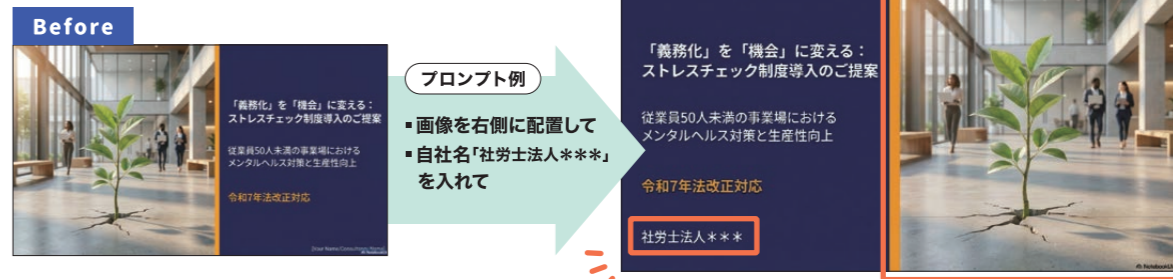 Before
「義務化」を「機会」に変える：
ストレスチェック制度導入のご提案
従業員50人未満の事業場における
メンタルヘルス対策と生産性向上
令和7年法改正対応
[Your Name/Consultancy Name]
プロンプト例
▪画像を右側に配置して
▪自社名「社労士法人＊＊＊」
を入れて
「義務化」を「機会」に変える：
ストレスチェック制度導入のご提案
従業員50人未満の事業場における
メンタルヘルス対策と生産性向上
令和7年法改正対応
社労士法人＊＊＊